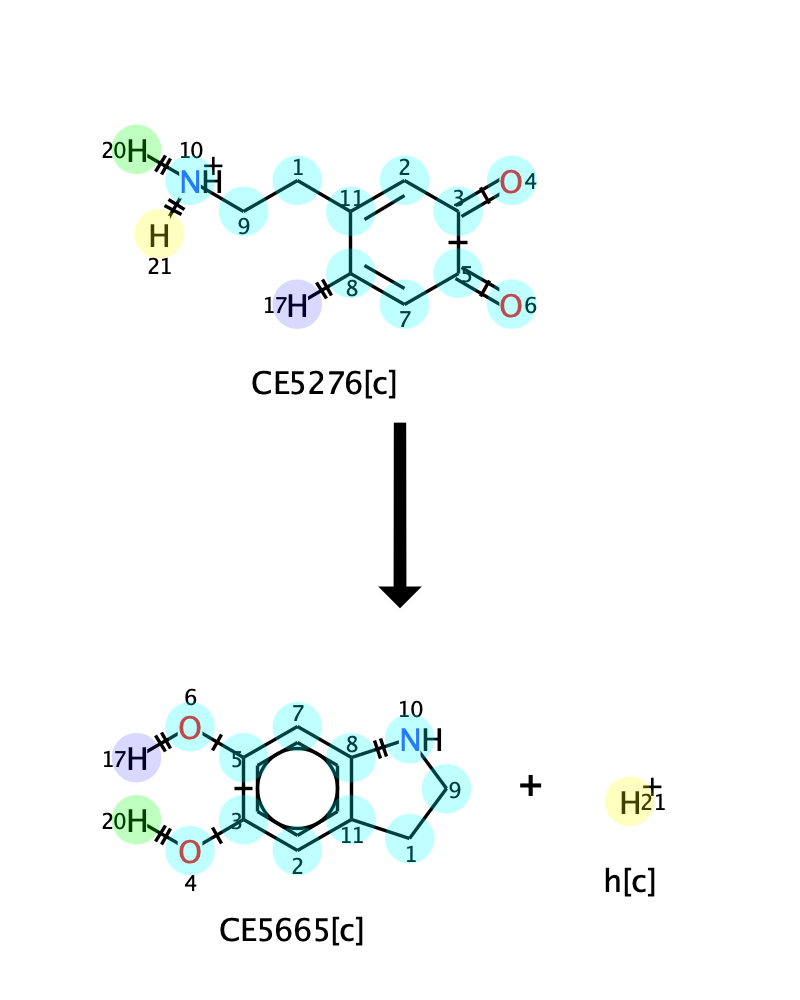 20H 10 NH+ 1 2
11 3 O4
H 9
21 8 5
17H 7 O6
CE5276[c]
6 7 10
O NH
17H 5 8
9 + H+21
20H 3 11
O 2 1 h[c]
4
CE5665[c]